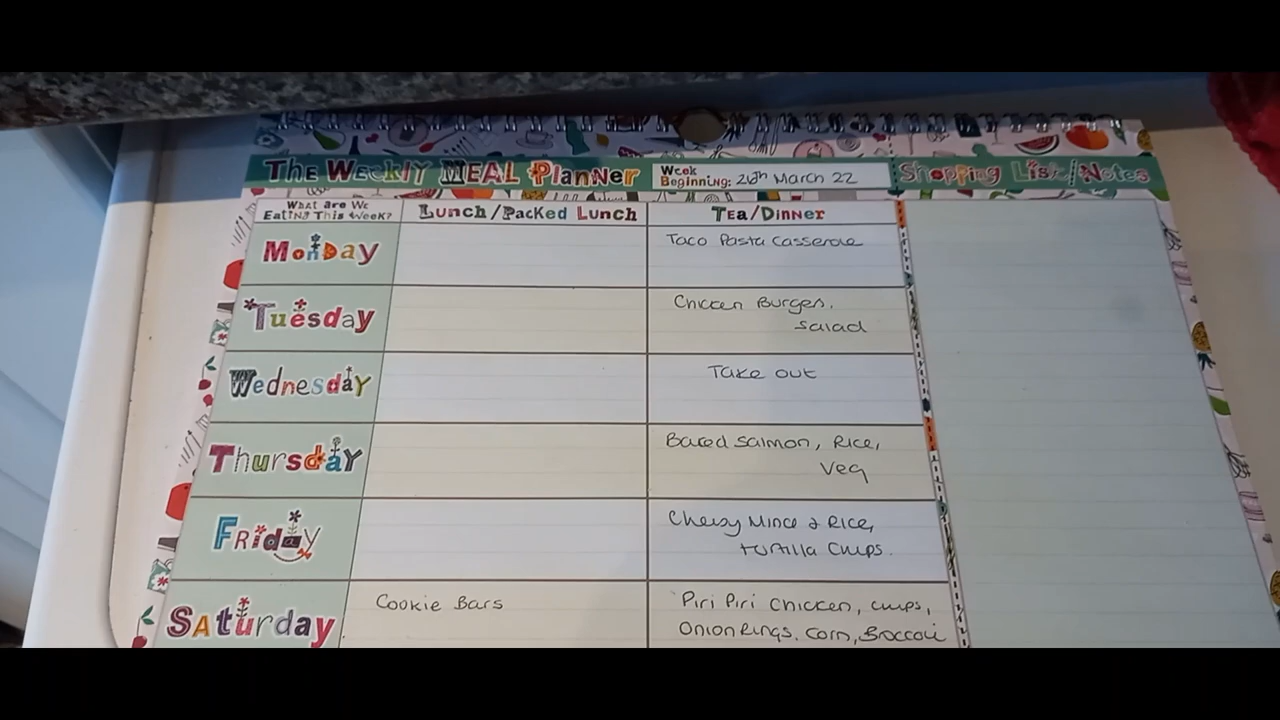 The Weekly Meal Planner
Week
Beginning: 28th March 22
Shopping List/Notes
What are We
Eating This Week?
Lunch/Packed Lunch
Tea/Dinner
Monday
Taco Pasta Casserole
Tuesday
Chicken Burgers,
Salad
Wednesday
Take out
Thursday
Baked Salmon, Rice,
Veg
Friday
Cheesy Mince & Rice,
tortilla Chips.
Saturday
Cookie Bars
Piri Piri Chicken, Chips,
Onion Rings, Corn, Broccoli